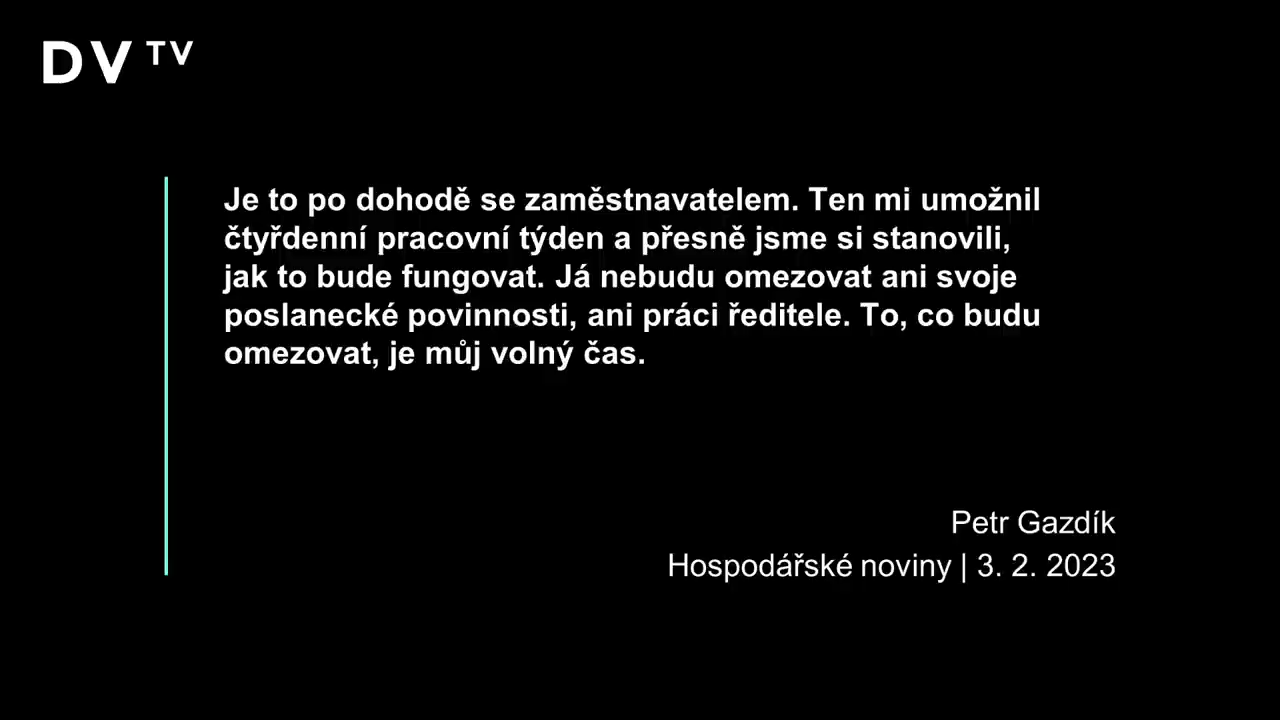 DV TV
Je to po dohodě se zaměstnavatelem. Ten mi umožnil
čtyřdenní pracovní týden a přesně jsme si stanovili,
jak to bude fungovat. Já nebudu omezovat ani svoje
poslanecké povinnosti, ani práci ředitele. To, co budu
omezovat, je můj volný čas.
Petr Gazdík
Hospodářské noviny | 3. 2. 2023